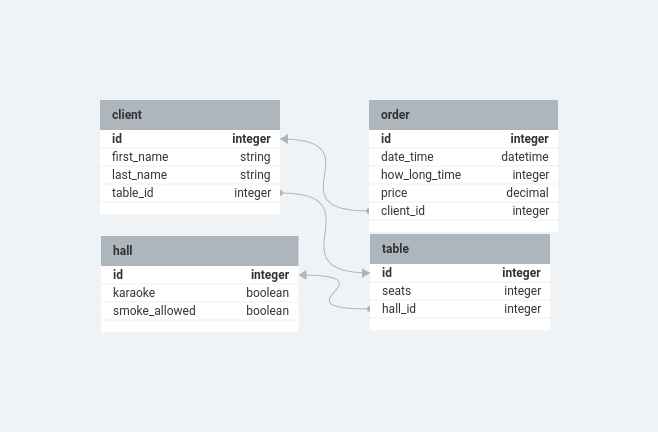 client
id integer
first_name string
last_name string
table_id integer
order
id integer
date_time datetime
how_long_time integer
price decimal
client_id integer
hall
id integer
karaoke boolean
smoke_allowed boolean
table
id integer
seats integer
hall_id integer